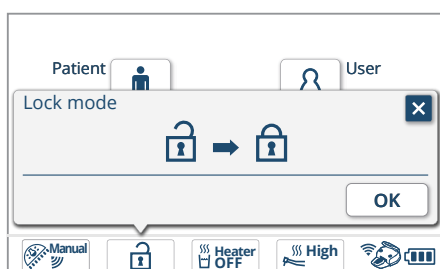 Patient
User
Lock mode
OK
Manual
Heater
OFF
High